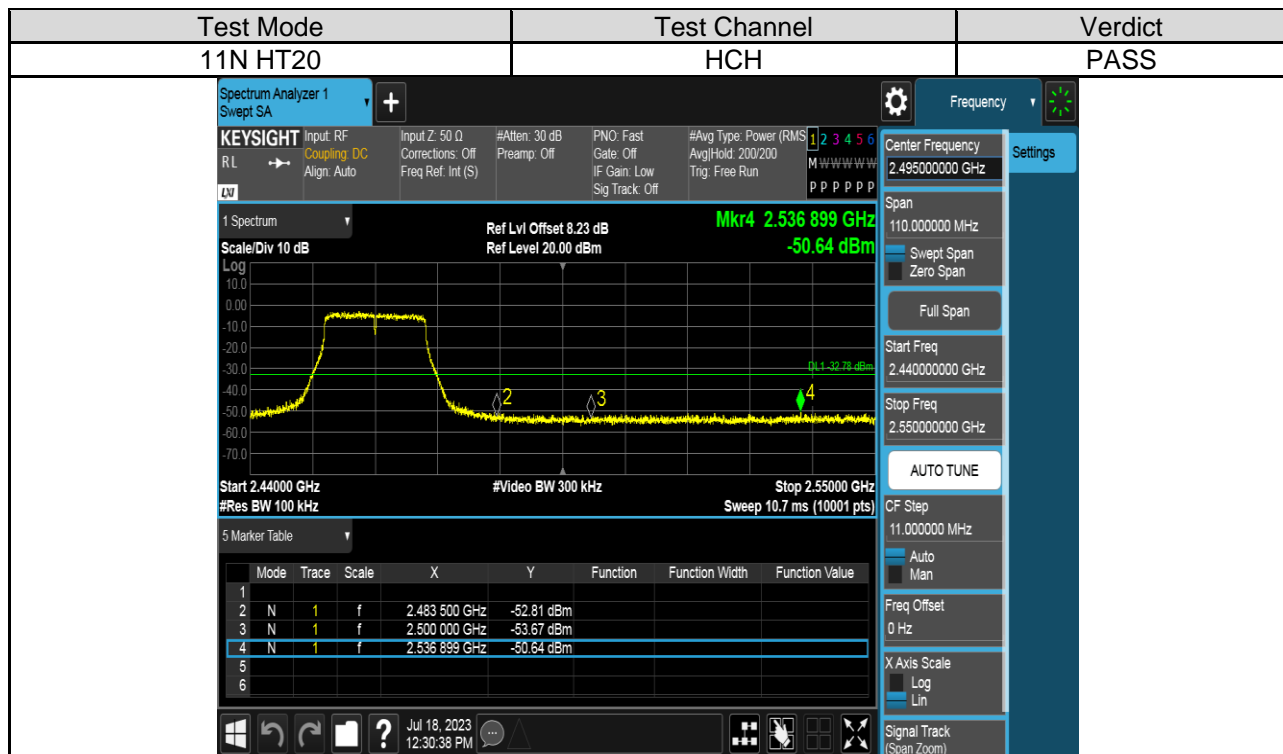 Test Mode Test Channel Verdict
11N HT20 HCH PASS
Spectrum Analyzer 1
Swept SA
+
Frequency
KEYSIGHT Input: RF Input Z: 50 Ω #Atten: 30 dB PNO: Fast #Avg Type: Power (RMS 1 2 3 4 5 6
RL Coupling: DC Corrections: Off Preamp: Off Gate: Off Avg|Hold: 200/200 M W W W W W
Align: Auto Freq Ref: Int (S) IF Gain: Low Trig: Free Run
LXI Sig Track: Off P P P P P P
1 Spectrum Ref Lvl Offset 8.23 dB Mkr4 2.536 899 GHz
Scale/Div 10 dB Ref Level 20.00 dBm -50.64 dBm
Log
10.0
0.00
-10.0
-20.0
-30.0
DL1 -32.78 dBm
-40.0
2 3 4
-50.0
-60.0
-70.0
Start 2.44000 GHz #Video BW 300 kHz Stop 2.55000 GHz
#Res BW 100 kHz Sweep 10.7 ms (10001 pts)
5 Marker Table
Mode Trace Scale X Y Function Function Width Function Value
1
2 N 1 f 2.483 500 GHz -52.81 dBm
3 N 1 f 2.500 000 GHz -53.67 dBm
4 N 1 f 2.536 899 GHz -50.64 dBm
5
6
Jul 18, 2023
12:30:38 PM
Center Frequency
2.495000000 GHz
Settings
Span
110.000000 MHz
Swept Span
Zero Span
Full Span
Start Freq
2.440000000 GHz
Stop Freq
2.550000000 GHz
AUTO TUNE
CF Step
11.000000 MHz
Auto
Man
Freq Offset
0 Hz
X Axis Scale
Log
Lin
Signal Track
(Span Zoom)